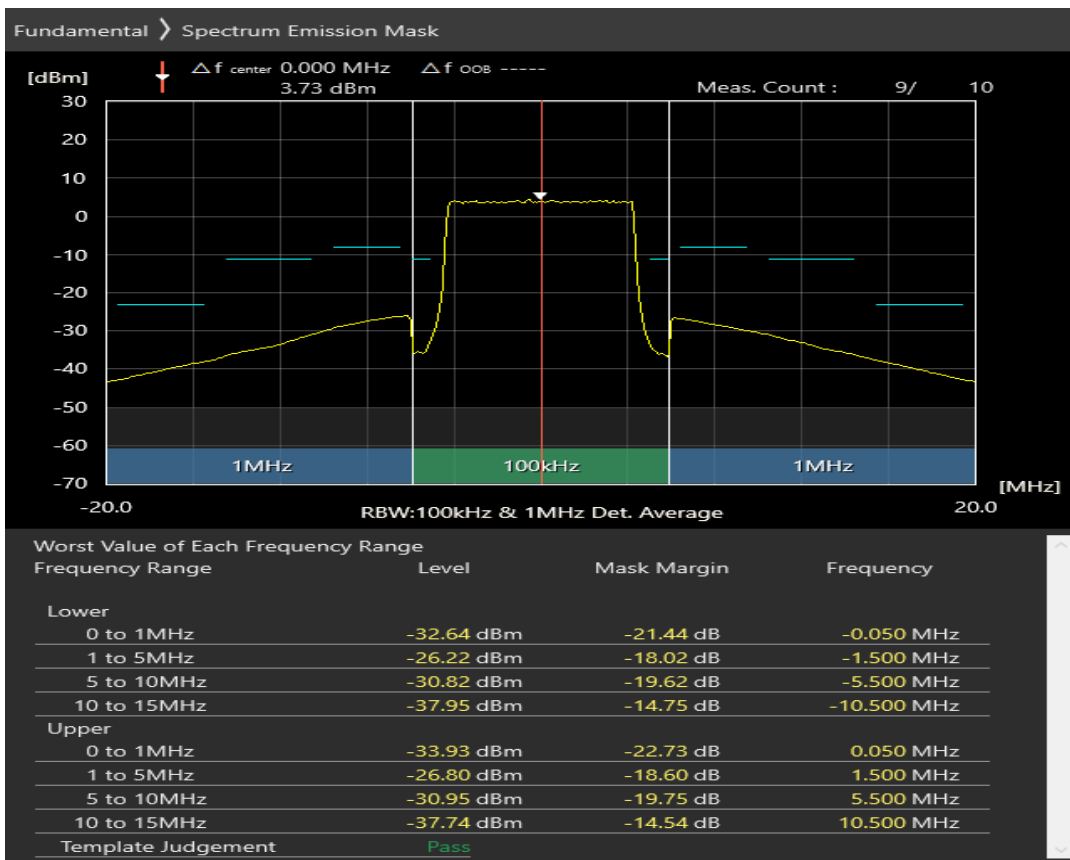 Fundamental 〉 Spectrum Emission Mask
[dBm] △f center 0.000 MHz △f OOB -----
3.73 dBm Meas. Count : 9/ 10
30
20
10
0
-10
-20
-30
-40
-50
-60
1MHz 100kHz 1MHz
-70 [MHz]
-20.0 RBW:100kHz & 1MHz Det. Average 20.0
Worst Value of Each Frequency Range
Frequency Range Level Mask Margin Frequency
Lower
0 to 1MHz -32.64 dBm -21.44 dB -0.050 MHz
1 to 5MHz -26.22 dBm -18.02 dB -1.500 MHz
5 to 10MHz -30.82 dBm -19.62 dB -5.500 MHz
10 to 15MHz -37.95 dBm -14.75 dB -10.500 MHz
Upper
0 to 1MHz -33.93 dBm -22.73 dB 0.050 MHz
1 to 5MHz -26.80 dBm -18.60 dB 1.500 MHz
5 to 10MHz -30.95 dBm -19.75 dB 5.500 MHz
10 to 15MHz -37.74 dBm -14.54 dB 10.500 MHz
Template Judgement Pass